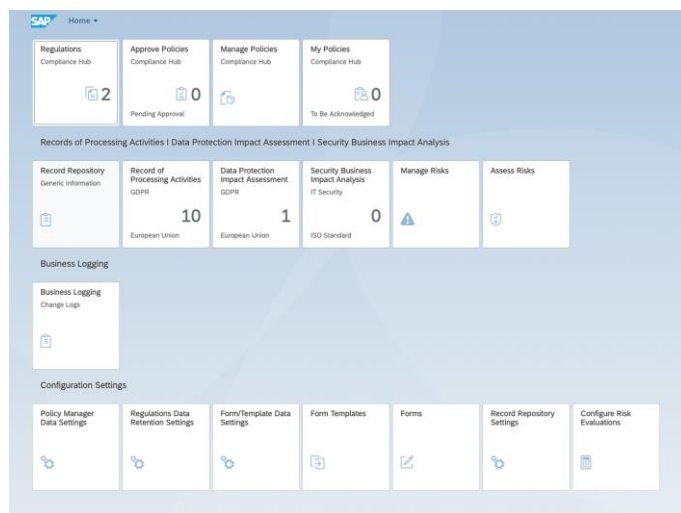 SAP Home
Regulations
Compliance Hub
2
Approve Policies
Compliance Hub
0
Pending Approval
Manage Policies
Compliance Hub
My Policies
Compliance Hub
0
To Be Acknowledged
Records of Processing Activities I Data Protection Impact Assessment I Security Business Impact Analysis
Record Repository
Generic Information
Record of
Processing Activities
GDPR
10
European Union
Data Protection
Impact Assessment
GDPR
1
European Union
Security Business
Impact Analysis
IT Security
0
ISO Standard
Manage Risks
Assess Risks
Business Logging
Business Logging
Change Logs
Configuration Settings
Policy Manager
Data Settings
Regulations Data
Retention Settings
Form/Template Data
Settings
Form Templates
Forms
Record Repository
Settings
Configure Risk
Evaluations